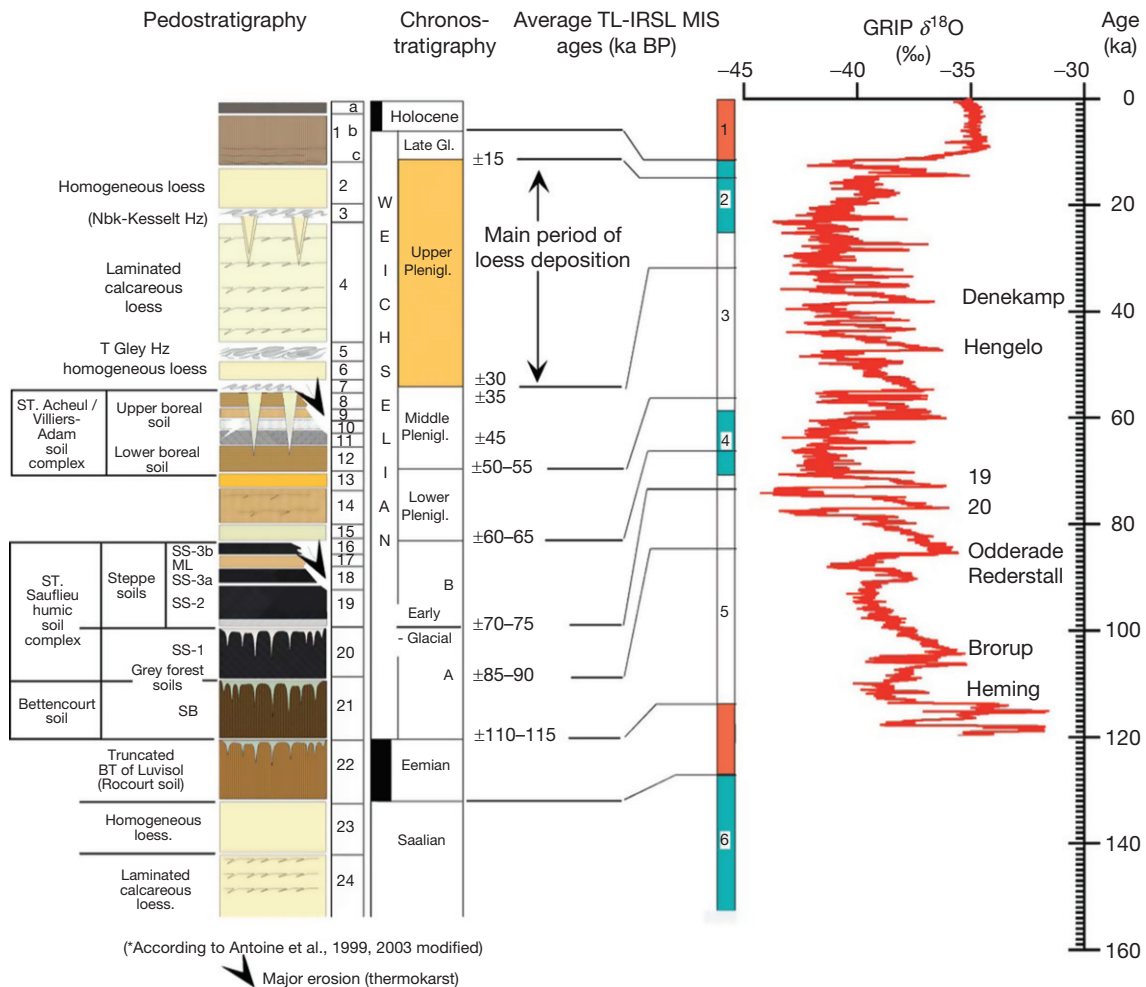 Pedostratigraphy
Chronos-
tratigraphy
Average TL-IRSL MIS
ages (ka BP)
GRIP δ18O
(‰)
Age
(ka)
−45
−40
−35
−30
a
1 b
c
Homogeneous loess
2
(Nbk-Kesselt Hz)
3
Laminated
calcareous
loess
4
T Gley Hz
5
homogeneous loess
6
7
ST. Acheul /
Villiers-
Adam
soil
complex
Upper boreal
soil
Lower boreal
soil
8
9
10
11
12
13
14
15
ST.
Sauflieu
humic
soil
complex
Steppe
soils
SS-3b
ML
SS-3a
SS-2
16
17
18
19
SS-1
Grey forest
soils
20
Bettencourt
soil
SB
21
Truncated
BT of Luvisol
(Rocourt soil)
22
Homogeneous
loess.
23
Laminated
calcareous
loess.
24
Holocene
Late Gl.
WEICHSELIAN
Upper
Plenigl.
Middle
Plenigl.
Lower
Plenigl.
B
Early
- Glacial
A
Eemian
Saalian
±15
Main period of
loess deposition
±30
±35
±45
±50–55
±60–65
±70–75
±85–90
±110–115
1
2
3
4
5
6
Denekamp
Hengelo
19
20
Odderade
Rederstall
Brorup
Heming
0
20
40
60
80
100
120
140
160
(*According to Antoine et al., 1999, 2003 modified)
Major erosion (thermokarst)